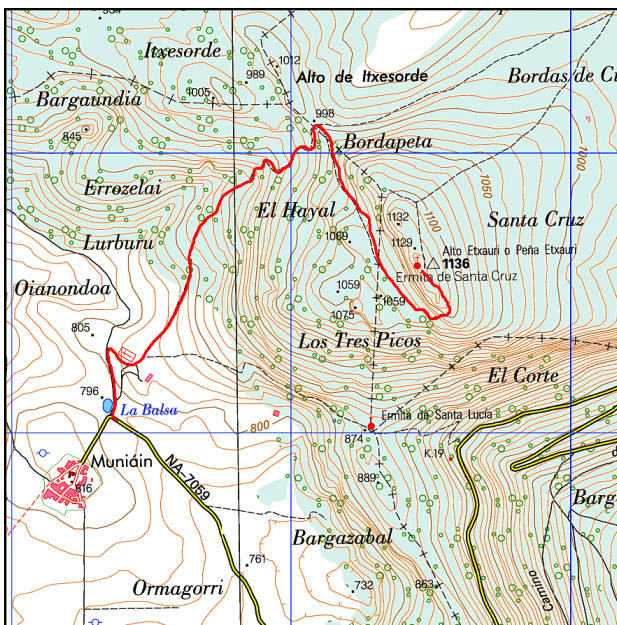 934
Itxesorde
1012
989
Alto de Itxesorde
Bordas de Ci
Bargaundia
1005
998
845
Bordapeta
1050
1000
Errozelai
El Hayal
1132
1100
Santa Cruz
Lurburu
1069
1129
Alto Etxauri o Peña Etxauri
1136
Ermita de Santa Cruz
Oianondoa
1059
1059
1075
805
Los Tres Picos
El Corte
796
La Balsa
Ermita de Santa Lucía
800
874
Muniáin
NA-7059
K.19
816
889
Barg
Bargazabal
761
Ormagorri
732
863
Camino